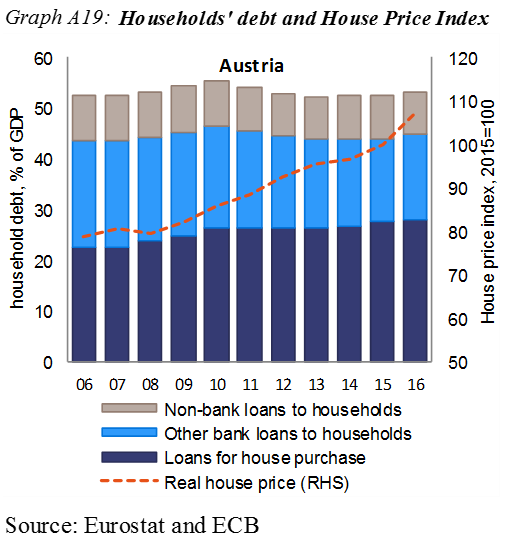 Graph A19: Households' debt and House Price Index
Austria
household debt, % of GDP
60
50
40
30
20
10
0
House price index, 2015=100
120
110
100
90
80
70
60
50
06 07 08 09 10 11 12 13 14 15 16
Non-bank loans to households
Other bank loans to households
Loans for house purchase
Real house price (RHS)
Source: Eurostat and ECB